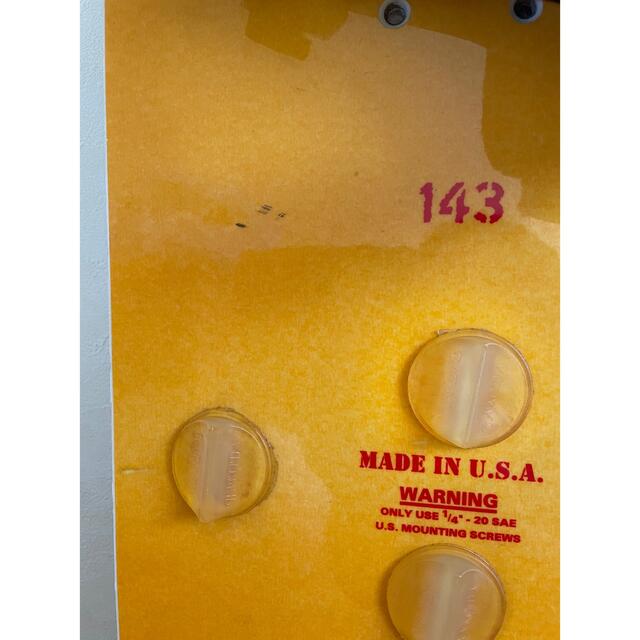 143
MADE IN U.S.A.
WARNING
ONLY USE 1/4" - 20 SAE
U.S. MOUNTING SCREWS